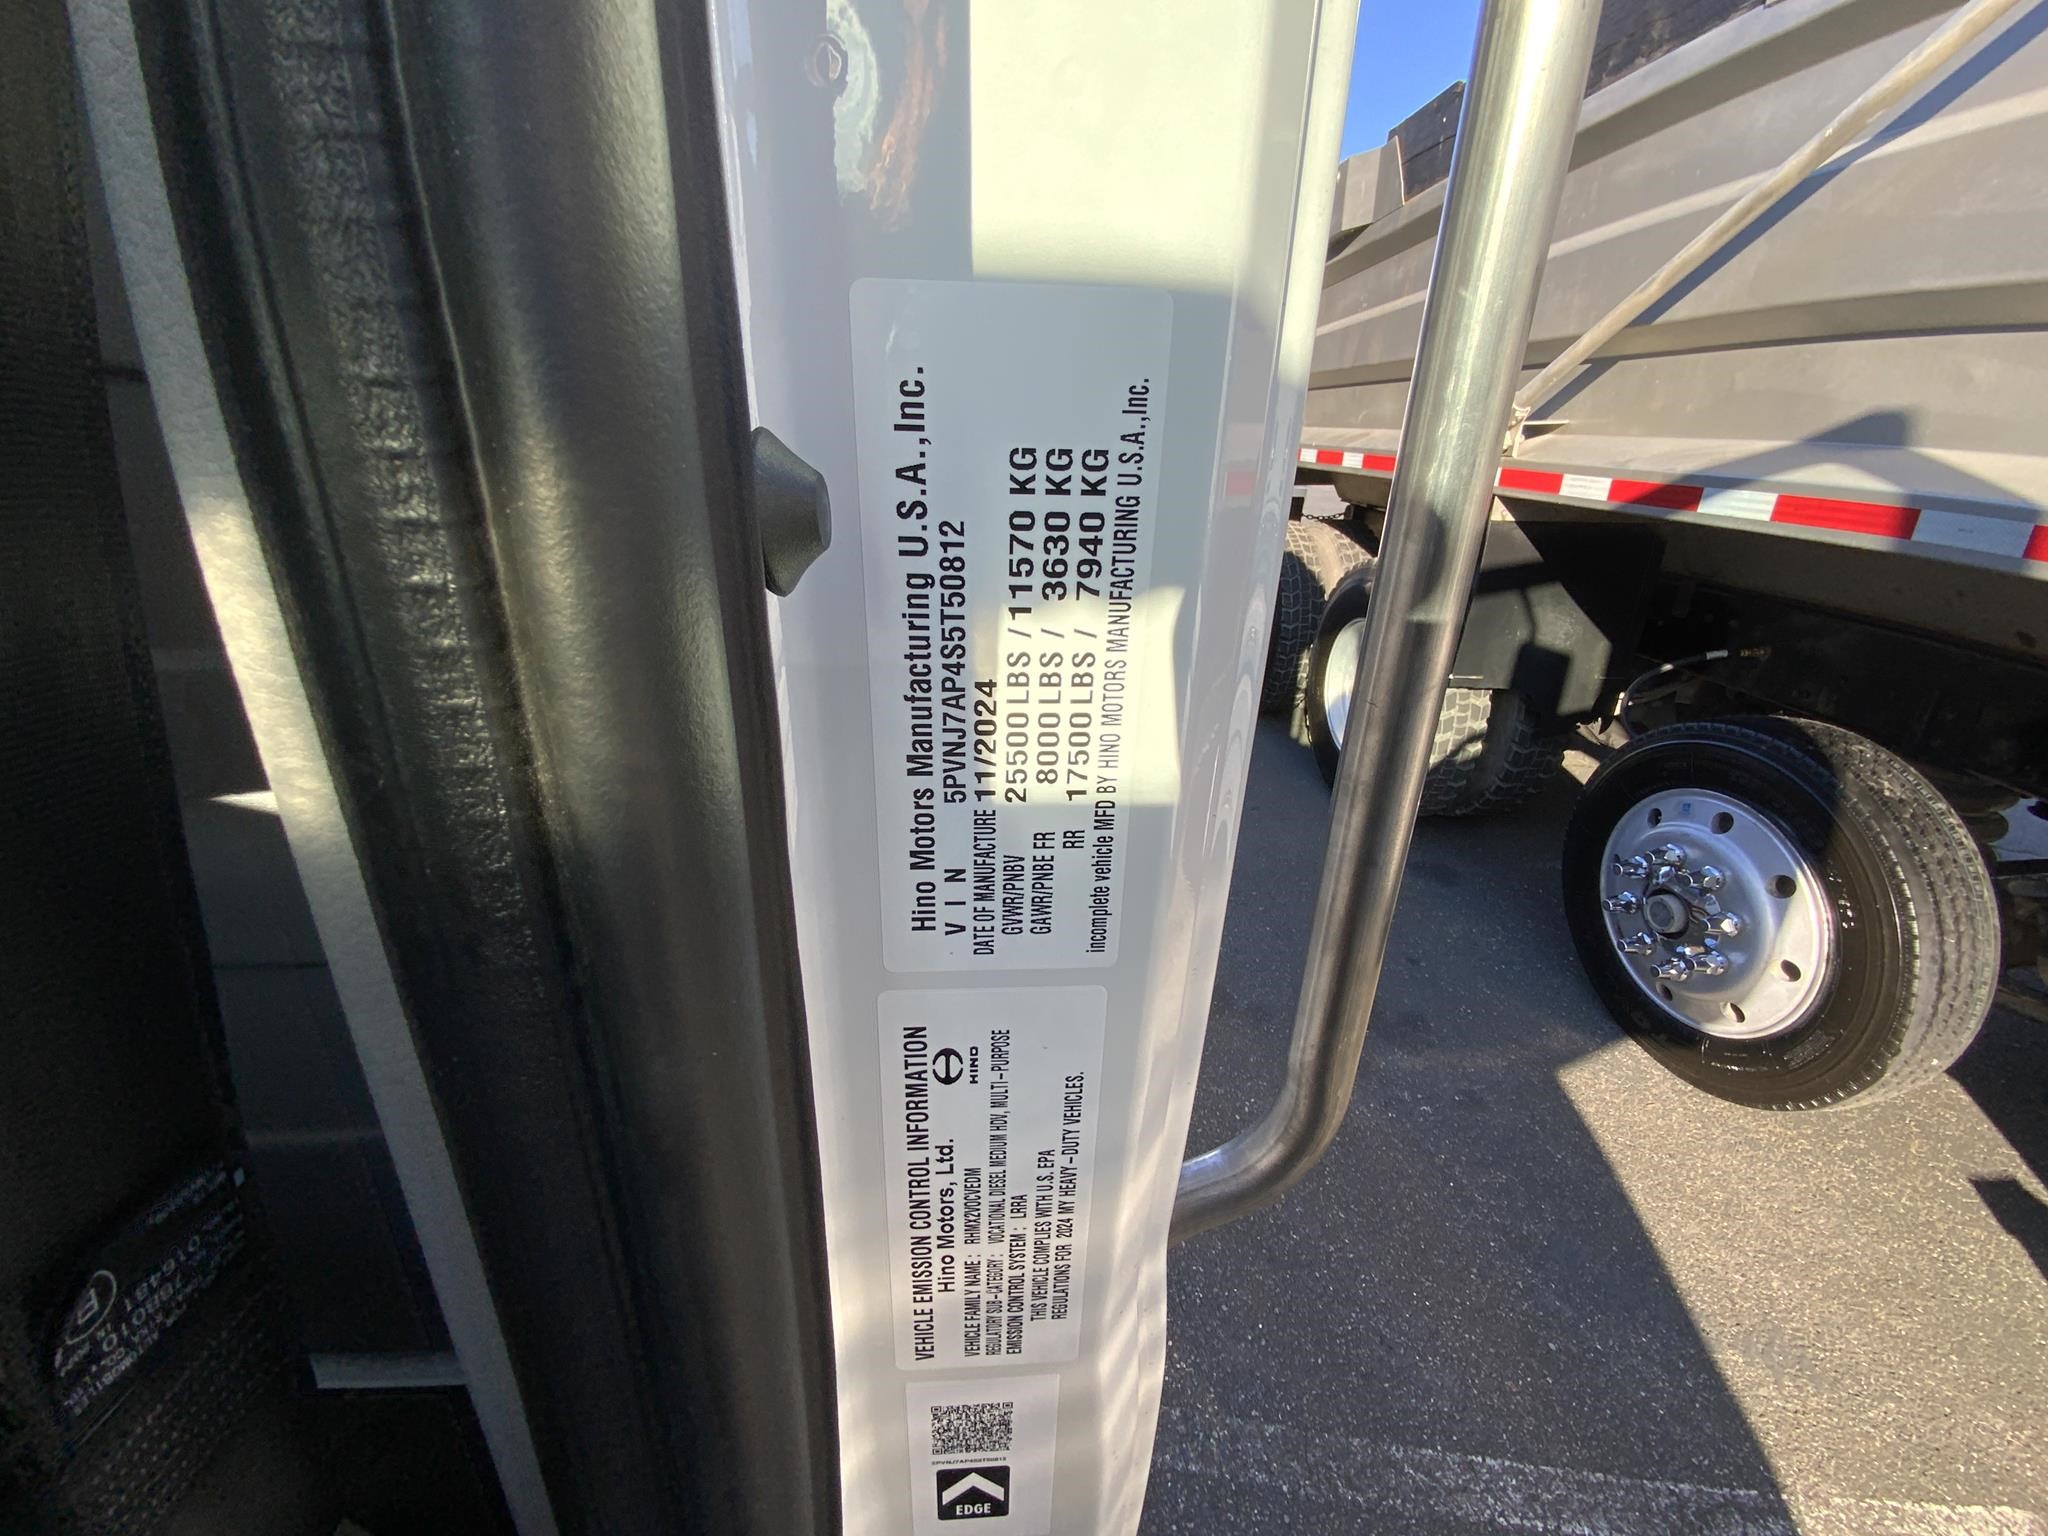 Hino Motors Manufacturing U.S.A.,Inc.
V I N 5PVNJ7AP4S5T50812
DATE OF MANUFACTURE 11/2024
GVWR/PNBV 25500 LBS / 11570 KG
GAWR/PNBE FR 8000 LBS / 3630 KG
RR 17500 LBS / 7940 KG
incomplete vehicle MFD BY HINO MOTORS MANUFACTURING U.S.A.,Inc.
VEHICLE EMISSION CONTROL INFORMATION
Hino Motors, Ltd.
HINO
VEHICLE FAMILY NAME : RHMX2VOCVEDM
REGULATORY SUB-CATEGORY : VOCATIONAL DIESEL MEDIUM HDV, MULTI-PURPOSE
EMISSION CONTROL SYSTEM : LRRA
THIS VEHICLE COMPLIES WITH U.S. EPA
REGULATIONS FOR 2024 MY HEAVY-DUTY VEHICLES.
5PVNJ7AP4S5T50812
EDGE